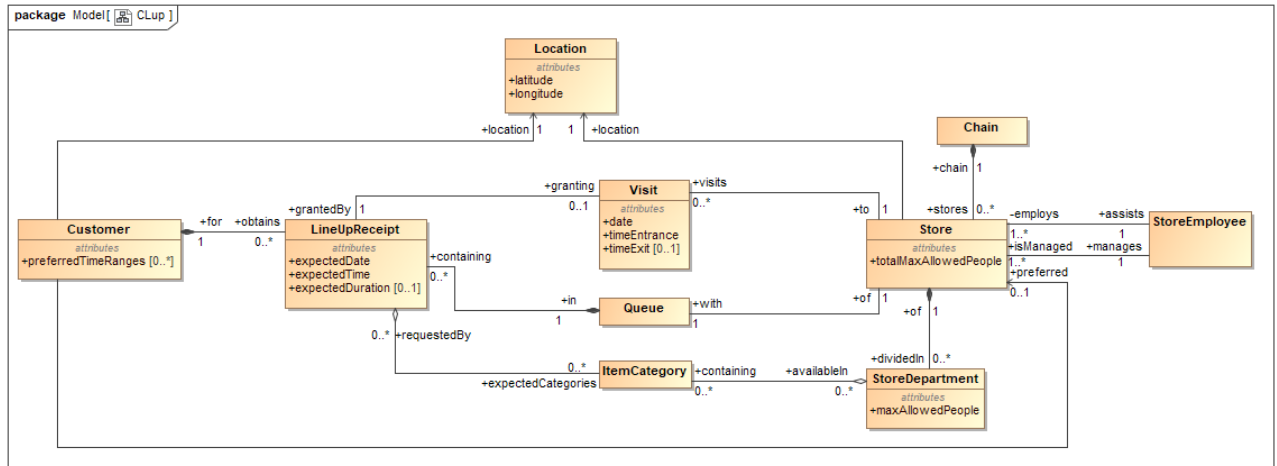 package Model[ CLup ]
Location
attributes
+latitude
+longitude
+location 1
1 +location
Chain
+chain 1
+stores 0..*
Customer
attributes
+preferredTimeRanges [0..*]
+for
1
+obtains
0..*
+grantedBy 1
LineUpReceipt
attributes
+expectedDate
+expectedTime
+expectedDuration [0..1]
+granting
0..1
Visit
attributes
+date
+timeEntrance
+timeExit [0..1]
+visits
0..*
+to 1
Store
attributes
+totalMaxAllowedPeople
-employs
1..*
+assists
1
+isManaged
1..*
+manages
1
StoreEmployee
+preferred
0..1
+containing
0..*
+in
1
Queue
+with
1
+of 1
+of 1
+dividedIn 0..*
0..* +requestedBy
0..*
+expectedCategories
ItemCategory
+containing
0..*
+availableIn
0..*
StoreDepartment
attributes
+maxAllowedPeople